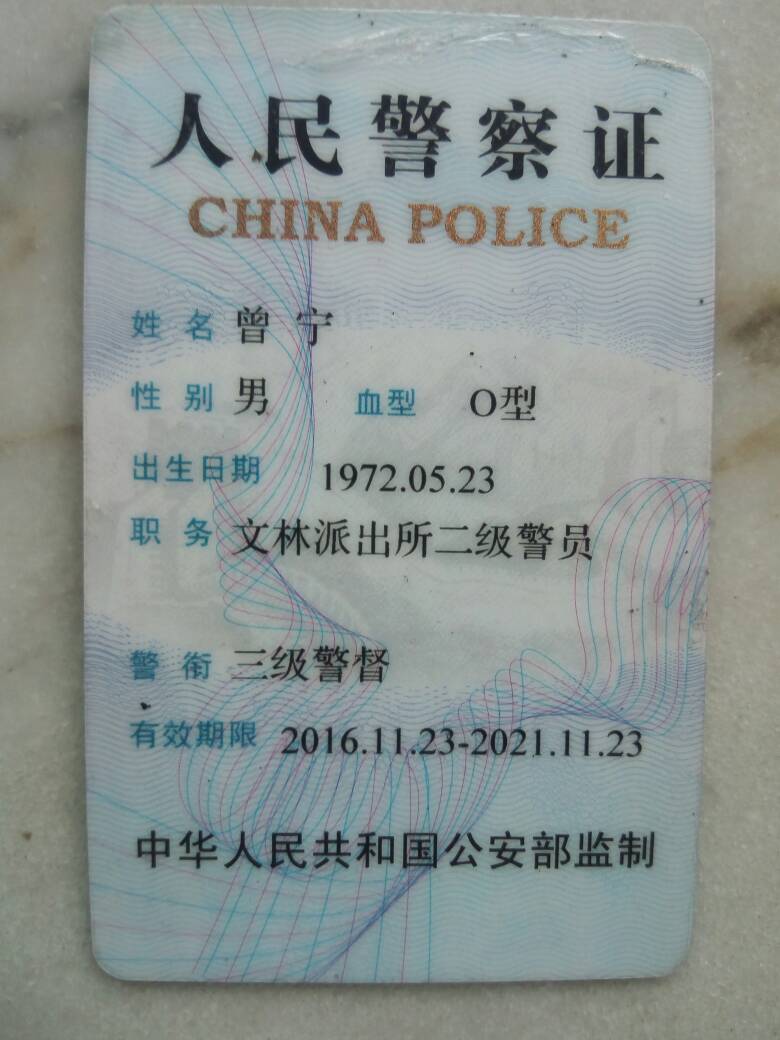 人民警察证
CHINA POLICE
姓名 曾宁
性别 男 血型 O型
出生日期 1972.05.23
职务 文林派出所二级警员
警衔 三级警督
有效期限 2016.11.23-2021.11.23
中华人民共和国公安部监制